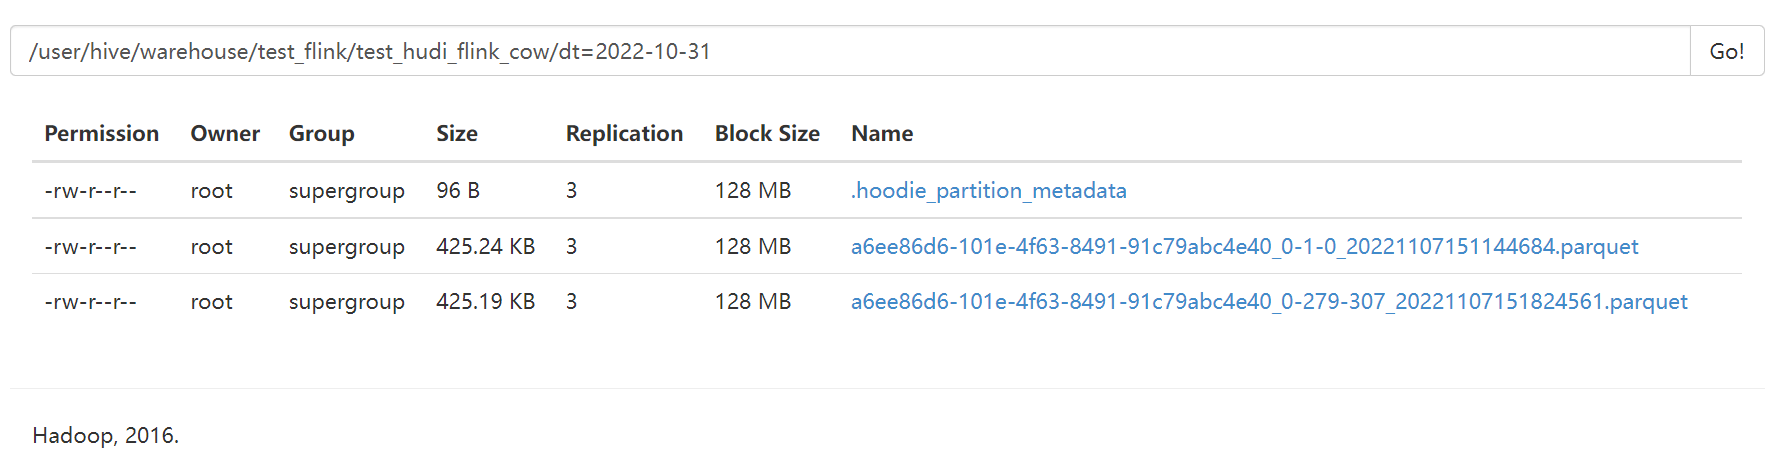 /user/hive/warehouse/test_flink/test_hudi_flink_cow/dt=2022-10-31 Go!
Permission Owner Group Size Replication Block Size Name
-rw-r--r-- root supergroup 96 B 3 128 MB .hoodie_partition_metadata
-rw-r--r-- root supergroup 425.24 KB 3 128 MB a6ee86d6-101e-4f63-8491-91c79abc4e40_0-1-0_20221107151144684.parquet
-rw-r--r-- root supergroup 425.19 KB 3 128 MB a6ee86d6-101e-4f63-8491-91c79abc4e40_0-279-307_20221107151824561.parquet
Hadoop, 2016.